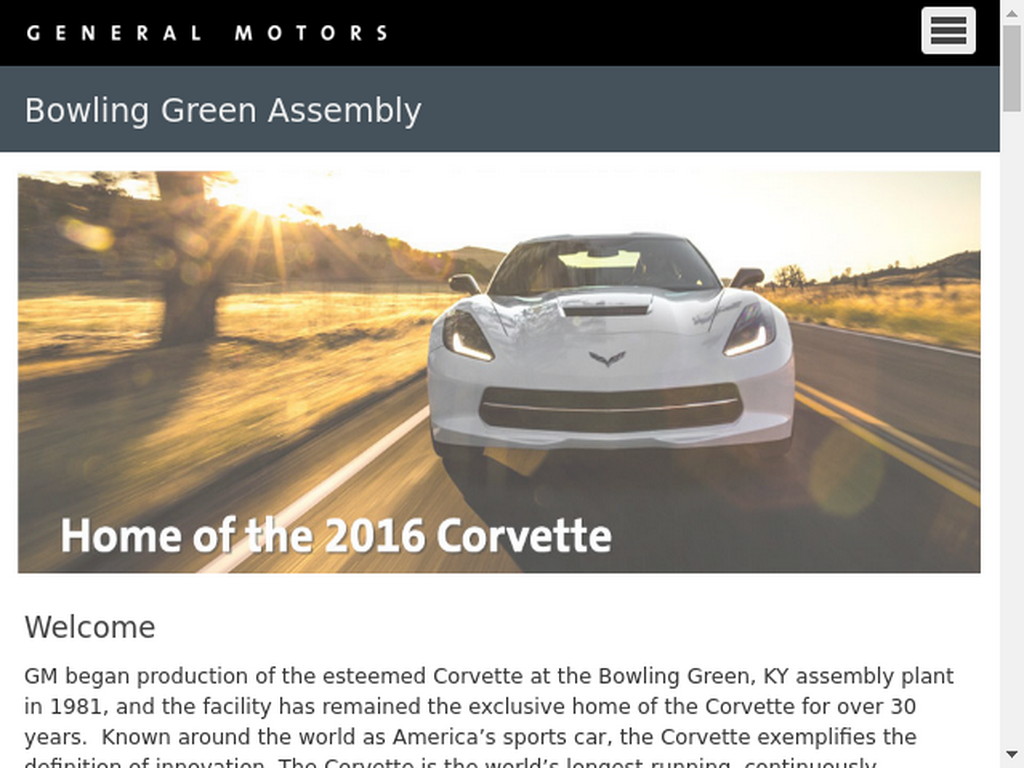 GENERAL MOTORS
Bowling Green Assembly
Home of the 2016 Corvette
Welcome
GM began production of the esteemed Corvette at the Bowling Green, KY assembly plant
in 1981, and the facility has remained the exclusive home of the Corvette for over 30
years.  Known around the world as America’s sports car, the Corvette exemplifies the
definition of innovation. The Corvette is the world’s longest running, continuously